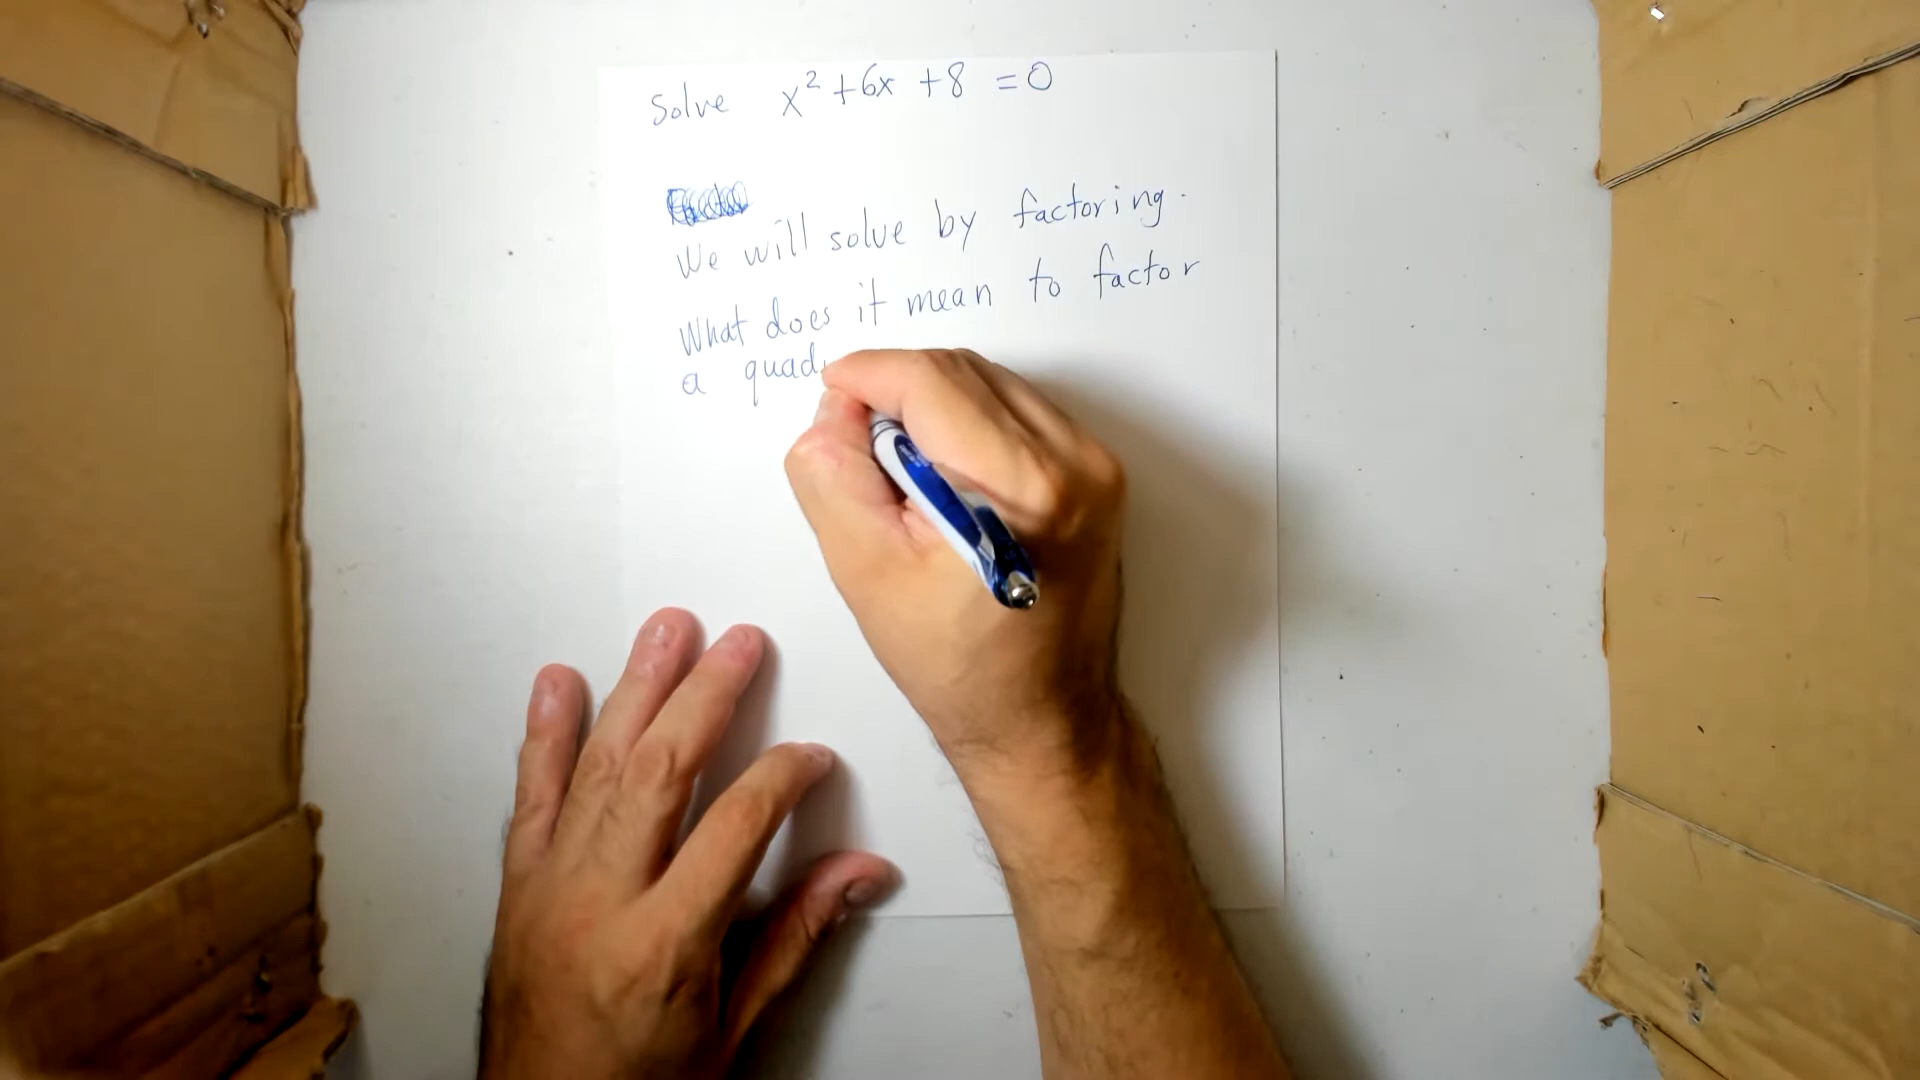 Solve x² + 6x + 8 = 0
We will solve by factoring.
What does it mean to factor
a quad